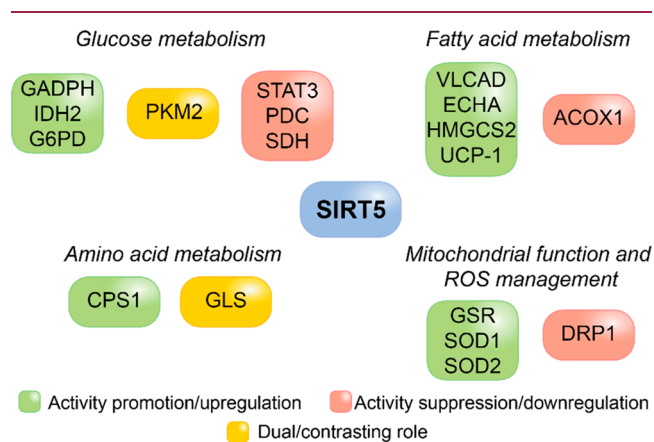 Glucose metabolism
GADPH
IDH2
G6PD
PKM2
STAT3
PDC
SDH
Fatty acid metabolism
VLCAD
ECHA
HMGCS2
UCP-1
ACOX1
SIRT5
Amino acid metabolism
CPS1
GLS
Mitochondrial function and
ROS management
GSR
SOD1
SOD2
DRP1
Activity promotion/upregulation
Activity suppression/downregulation
Dual/contrasting role